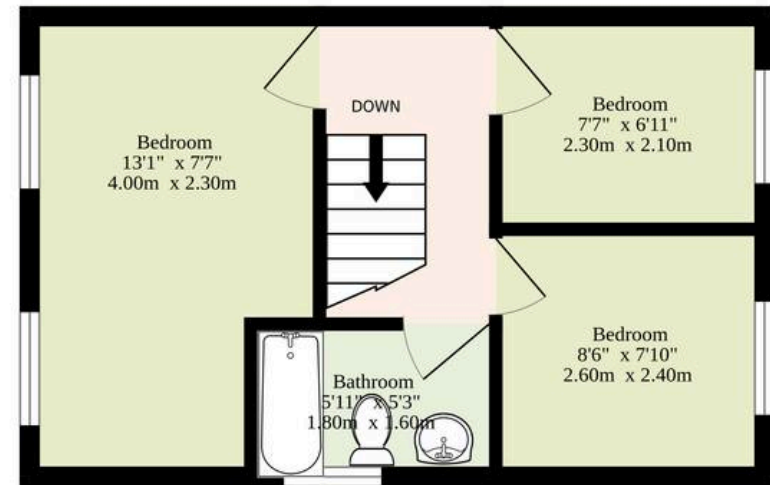 DOWN
Bedroom
13'1" x 7'7"
4.00m x 2.30m
Bedroom
7'7" x 6'11"
2.30m x 2.10m
Bedroom
8'6" x 7'10"
2.60m x 2.40m
Bathroom
5'11" x 5'3"
1.80m x 1.60m